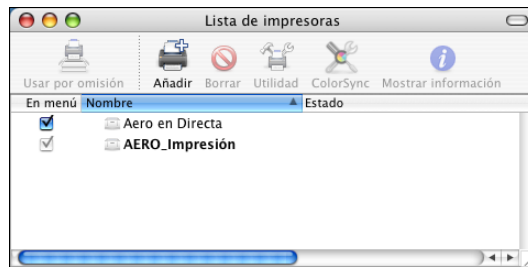 Lista de impresoras
Usar por omisión Añadir Borrar Utilidad ColorSync Mostrar información
En menú Nombre Estado
Aero en Directa
AERO_Impresión